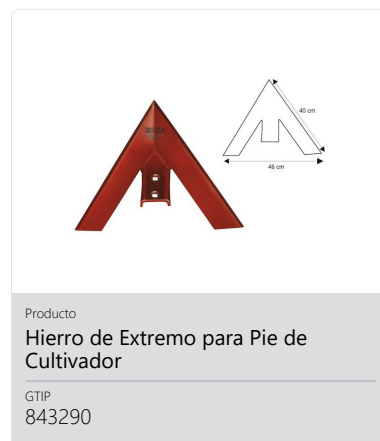 40 cm
46 cm
Producto
Hierro de Extremo para Pie de
Cultivador
GTIP
843290